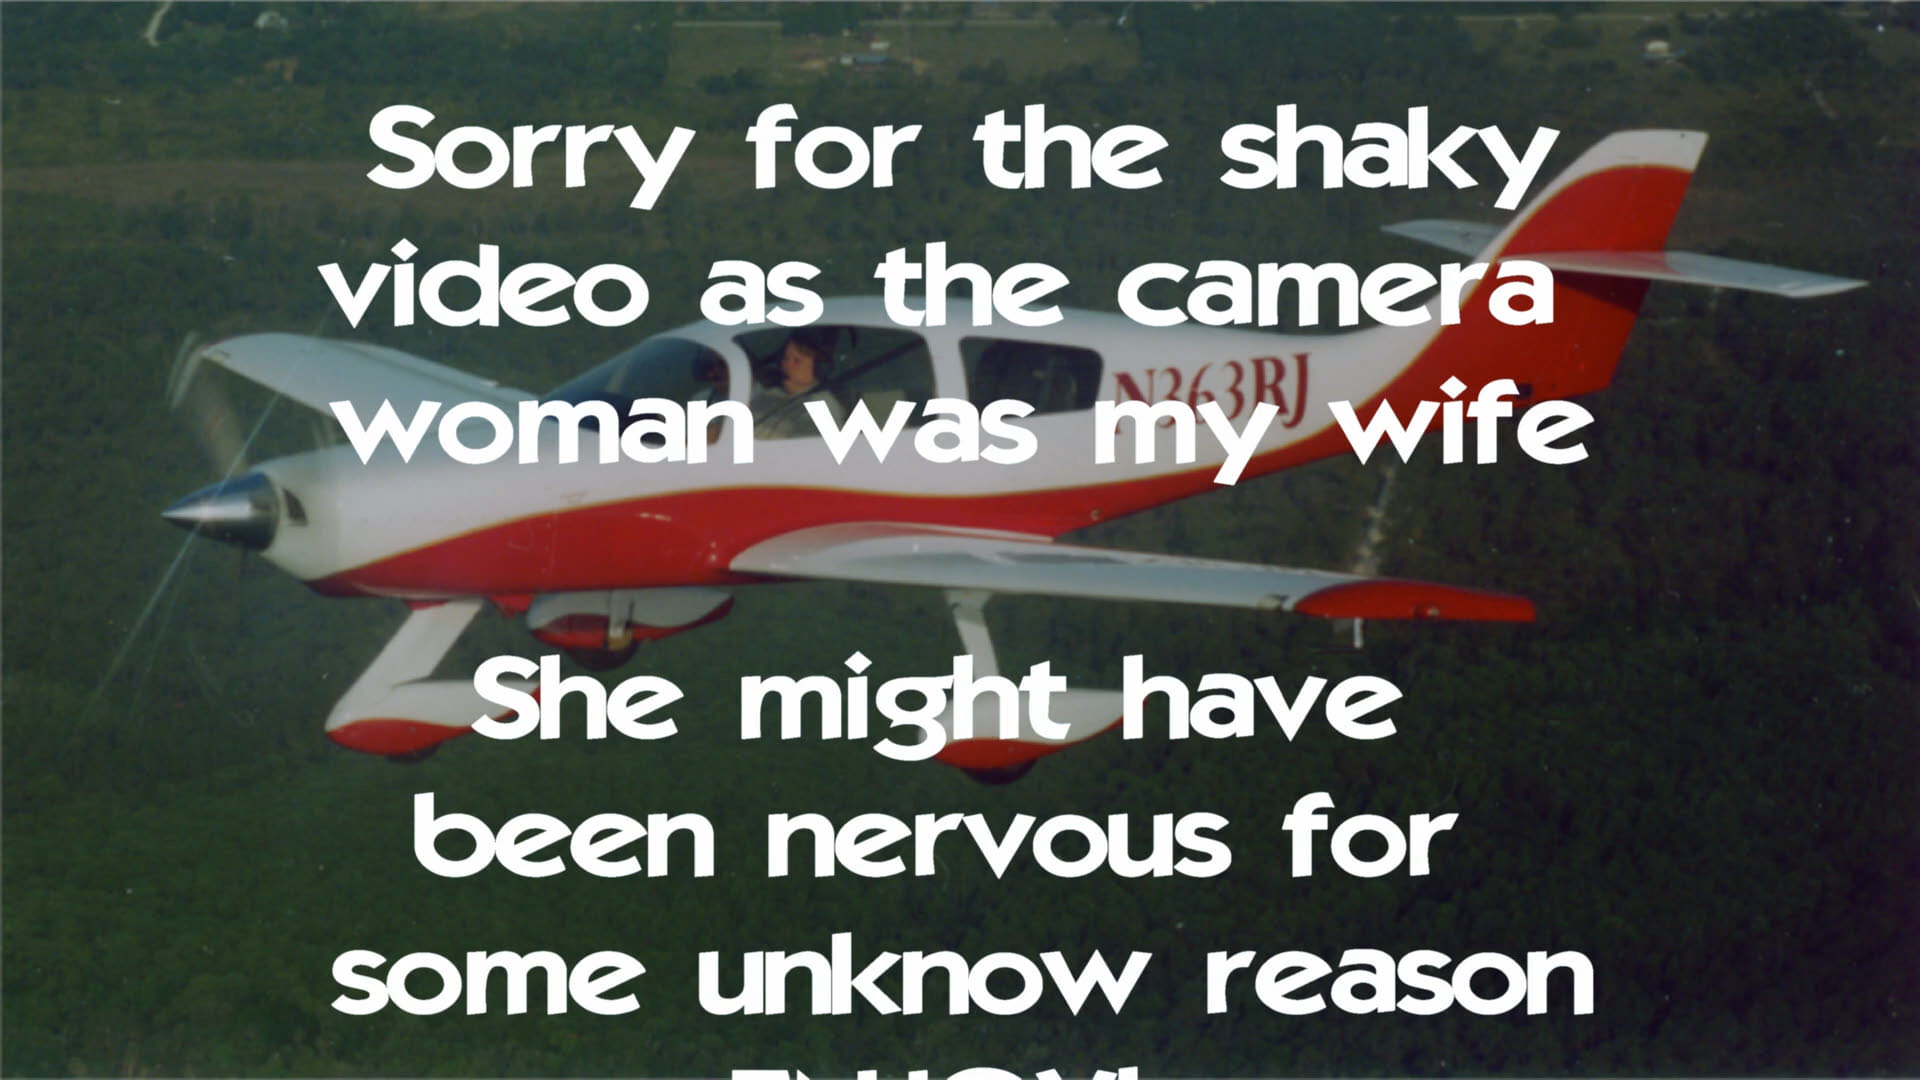 Sorry for the shaky
video as the camera
N363RJ
woman was my wife
She might have
been nervous for
some unknow reason